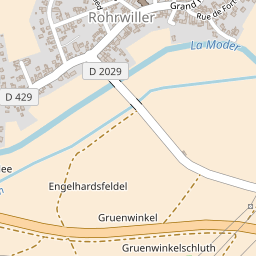 Rohrwiller
Grand
Rue de Fort
La Moder
D 2029
D 429
Engelhardsfeldel
Gruenwinkel
Gruenwinkelschluth